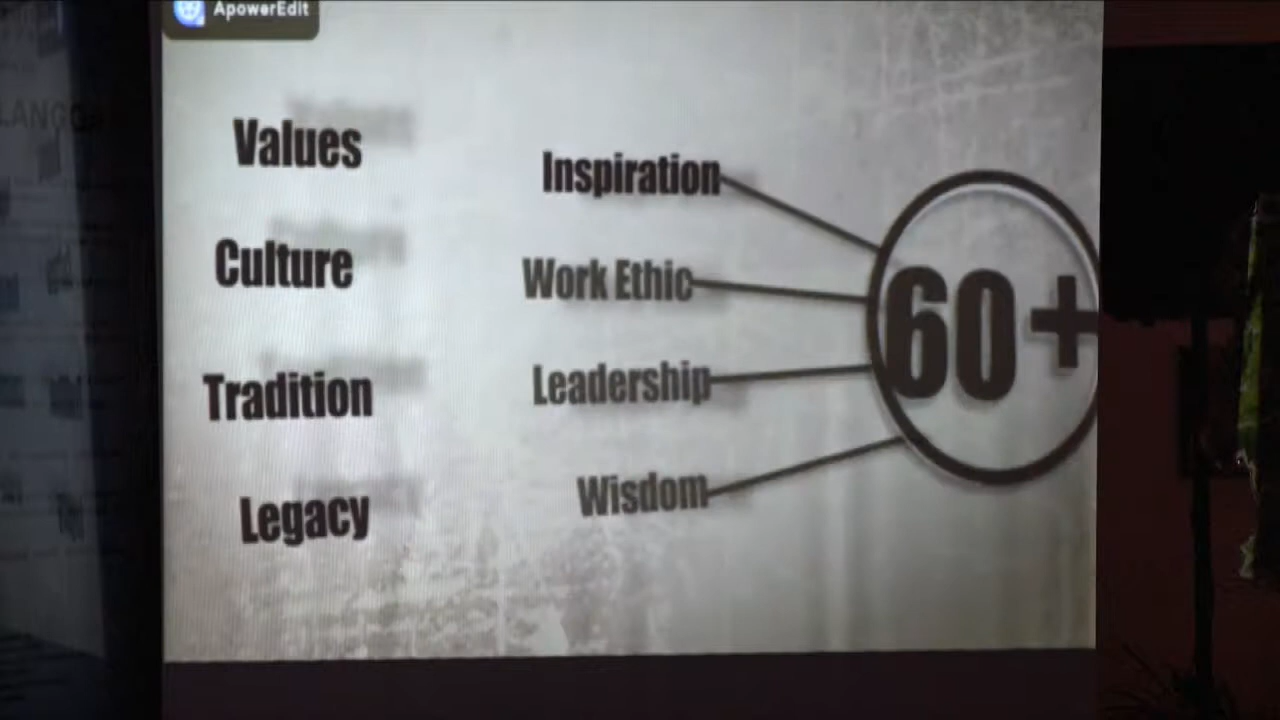 ApowerEdit
Values
Culture
Tradition
Legacy
Inspiration
Work Ethic
Leadership
Wisdom
60+